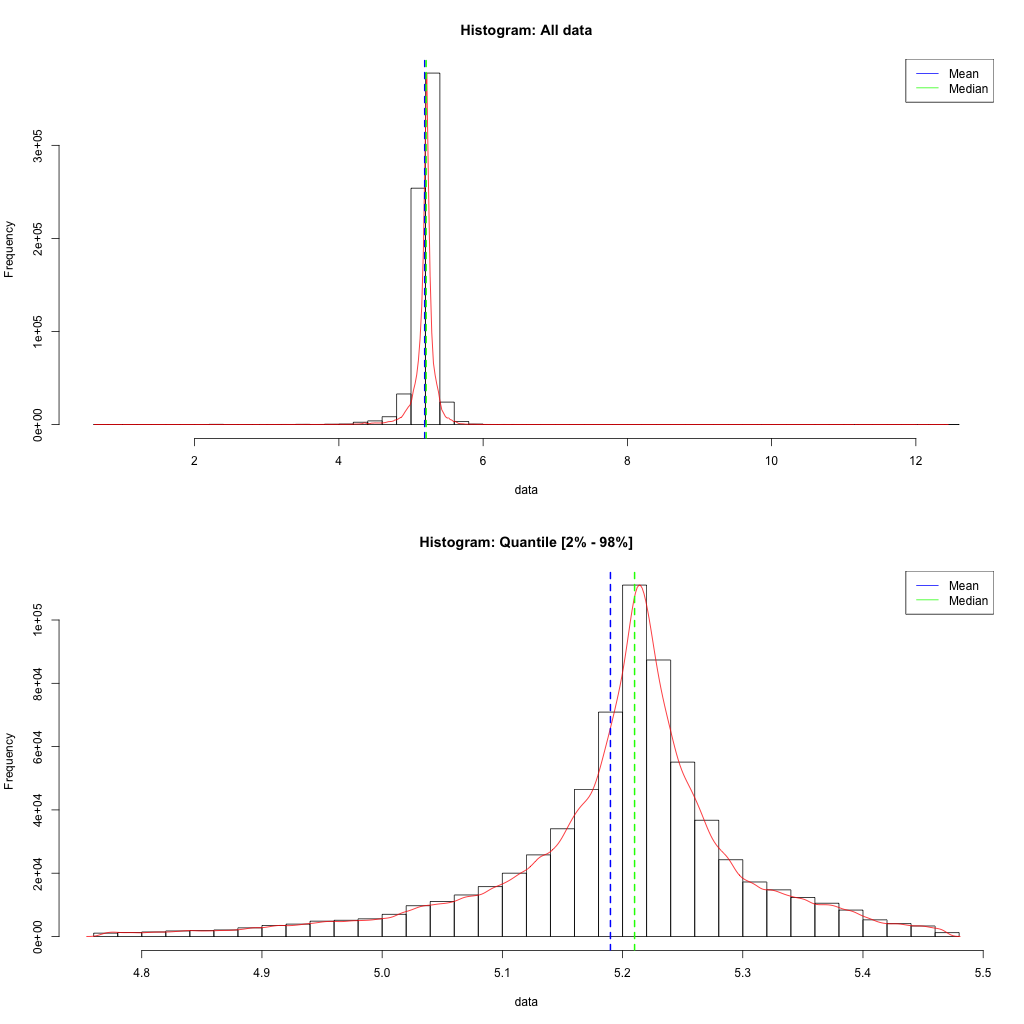 Histogram: All data
Mean
Median
Frequency
3e+05
2e+05
1e+05
0e+00
2 4 6 8 10 12
data
Histogram: Quantile [2% - 98%]
Mean
Median
Frequency
1e+05
8e+04
6e+04
4e+04
2e+04
0e+00
4.8 4.9 5.0 5.1 5.2 5.3 5.4 5.5
data